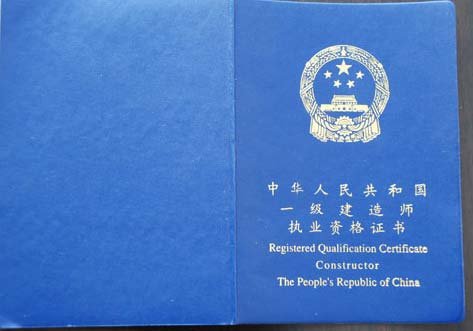 中华人民共和国
一级建造师
执业资格证书
Registered Qualification Certificate
Constructor
The People's Republic of China